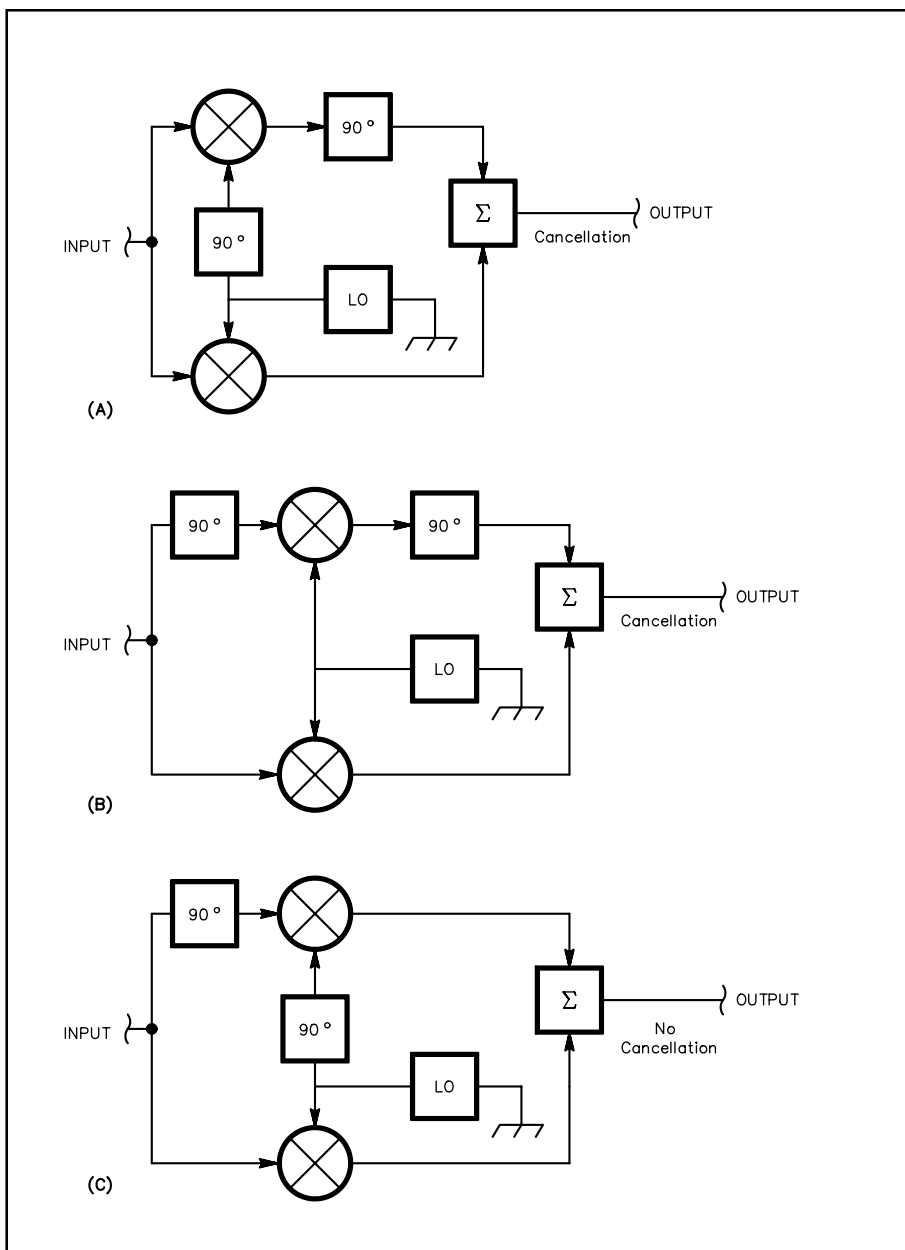 90°
Σ
OUTPUT
Cancellation
INPUT
90°
LO
(A)
90°
90°
Σ
OUTPUT
Cancellation
INPUT
LO
(B)
90°
Σ
OUTPUT
No
Cancellation
INPUT
90°
LO
(C)